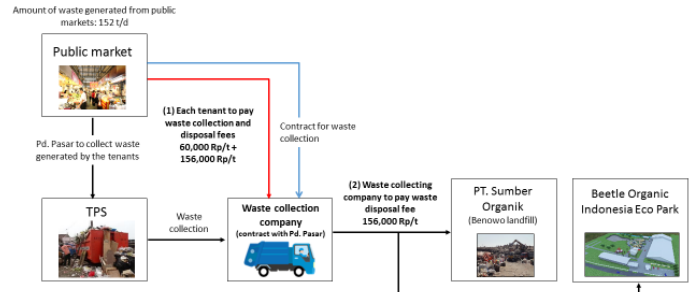 Amount of waste generated from public
markets: 152 t/d
Public market
(1) Each tenant to pay
waste collection and
disposal fees
60,000 Rp/t +
156,000 Rp/t
Contract for waste
collection
Pd. Pasar to collect waste
generated by the tenants
TPS
Waste
collection
Waste collection
company
(contract with Pd. Pasar)
(2) Waste collecting
company to pay waste
disposal fee
156,000 Rp/t
PT. Sumber
Organik
(Benowo landfill)
Beetle Organic
Indonesia Eco Park